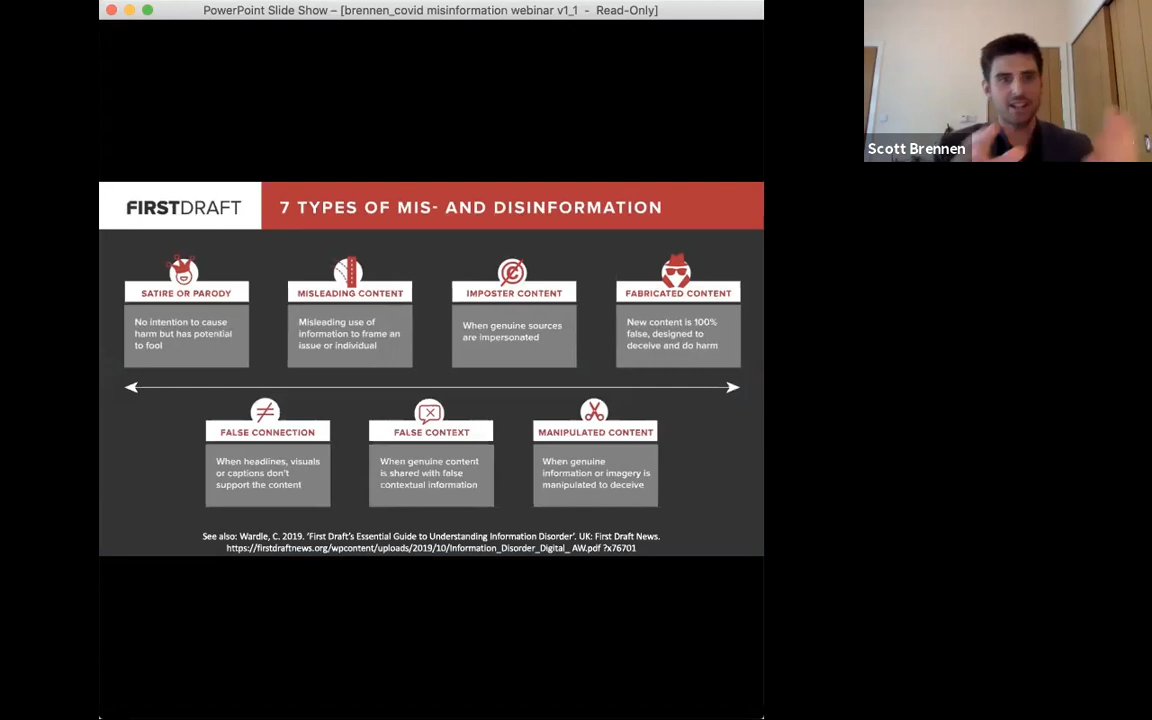 PowerPoint Slide Show – [brennen_covid misinformation webinar v1_1 - Read-Only]
Scott Brennen
FIRSTDRAFT
7 TYPES OF MIS- AND DISINFORMATION
SATIRE OR PARODY
No intention to cause
harm but has potential
to fool
MISLEADING CONTENT
Misleading use of
information to frame an
issue or individual
IMPOSTER CONTENT
When genuine sources
are impersonated
FABRICATED CONTENT
New content is 100%
false, designed to
deceive and do harm
FALSE CONNECTION
When headlines, visuals
or captions don't
support the content
FALSE CONTEXT
When genuine content
is shared with false
contextual information
MANIPULATED CONTENT
When genuine
information or imagery is
manipulated to deceive
See also: Wardle, C. 2019. 'First Draft's Essential Guide to Understanding Information Disorder'. UK: First Draft News.
https://firstdraftnews.org/wpcontent/uploads/2019/10/Information_Disorder_Digital_ AW.pdf ?x76701